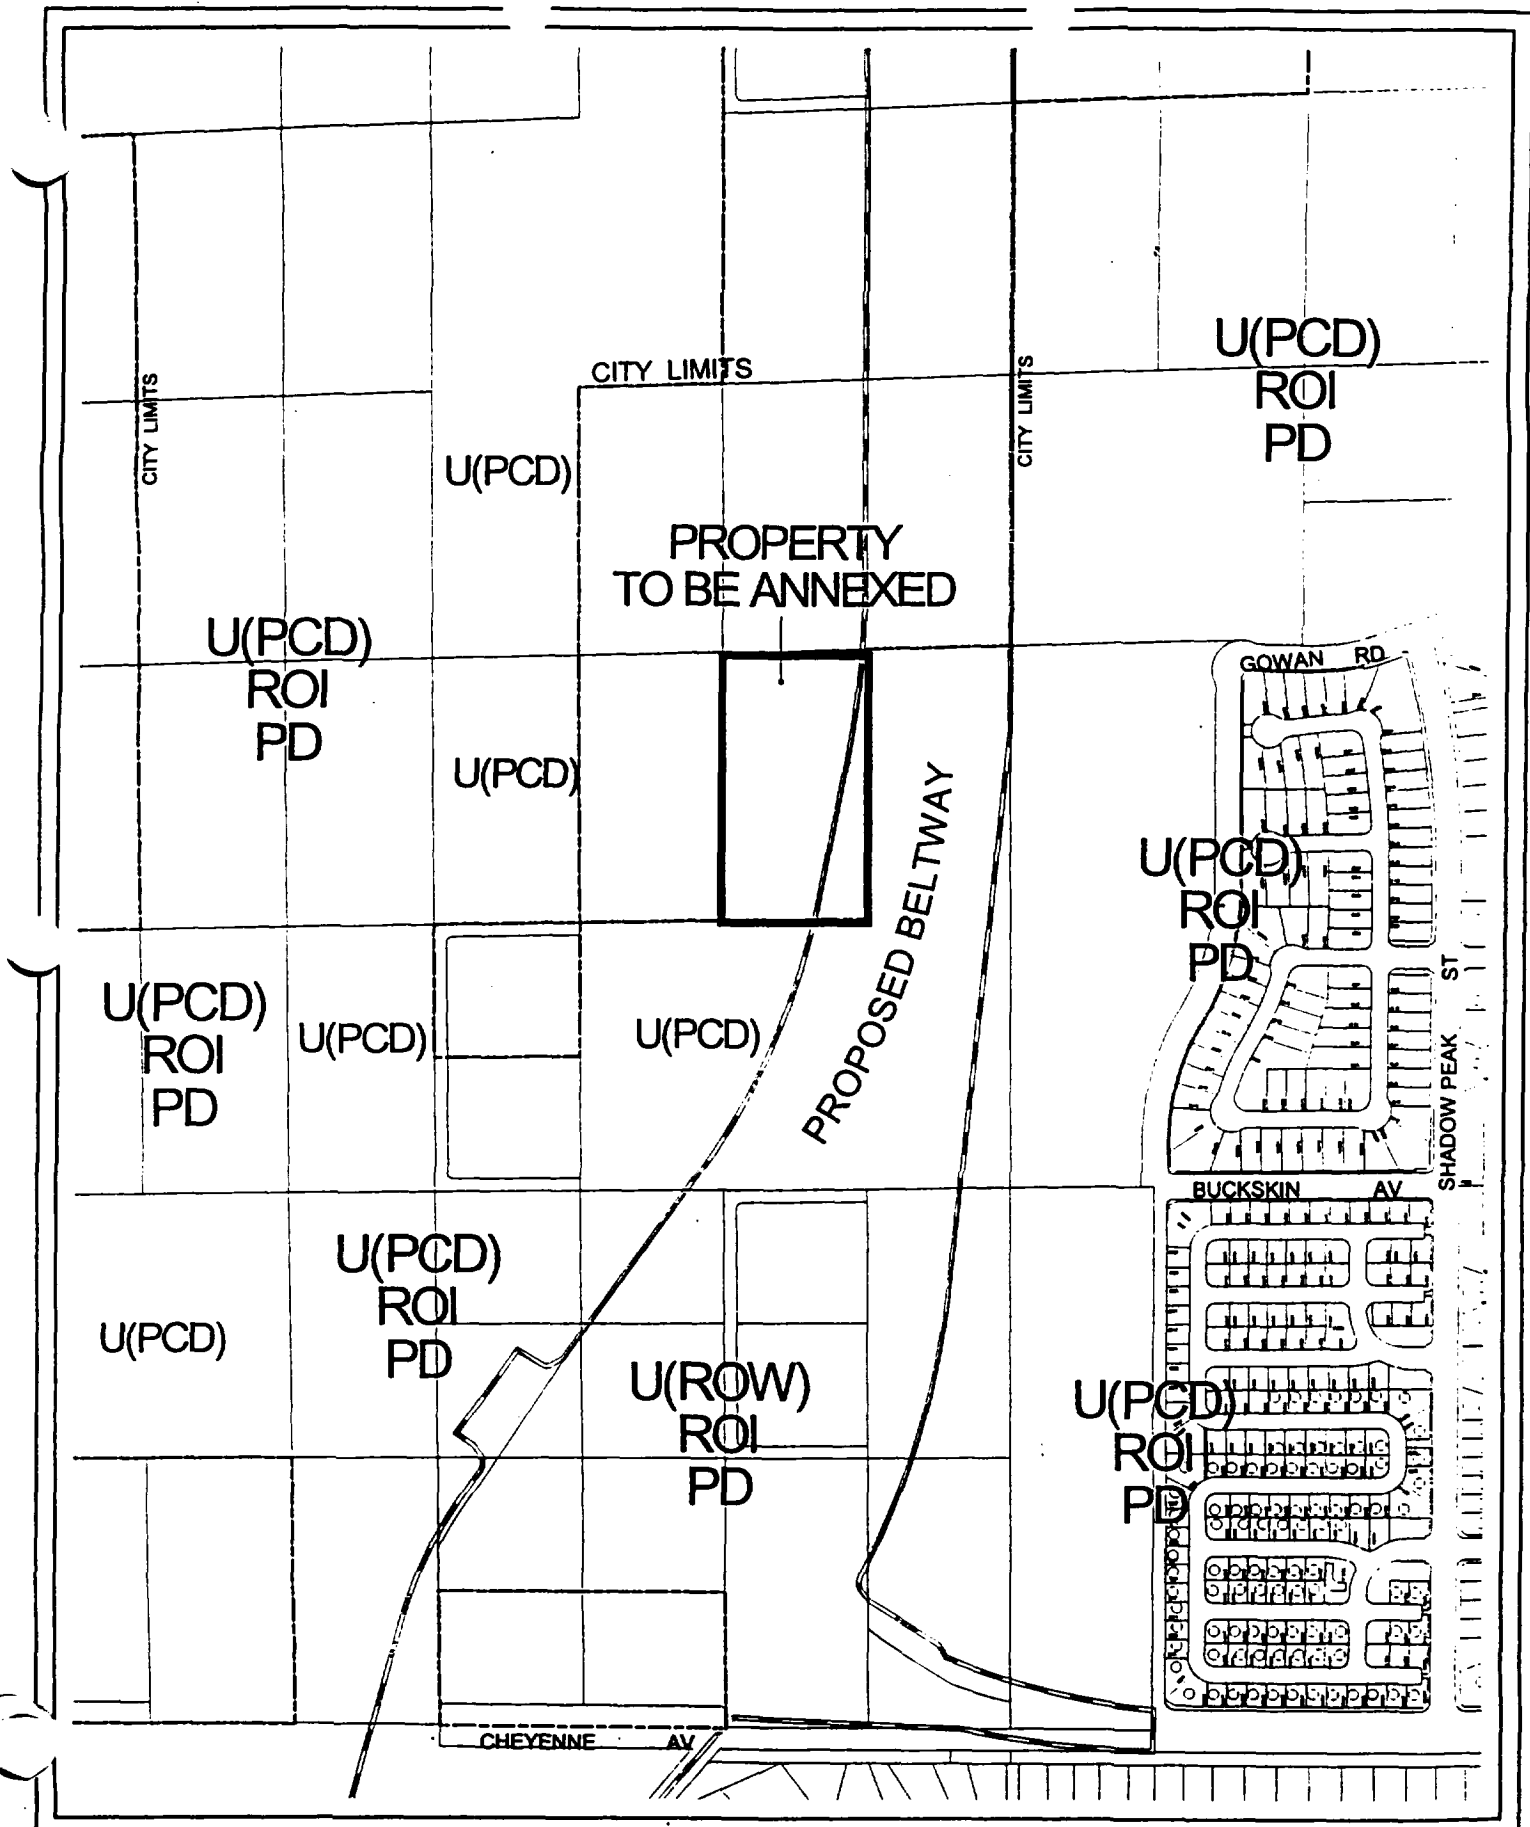 U(PCD)
ROI
PD
CITY LIMITS
CITY LIMITS
CITY LIMITS
U(PCD)
PROPERTY
TO BE ANNEXED
U(PCD)
ROI
PD
GOWAN RD
U(PCD)
PROPOSED BELTWAY
U(PCD)
ROI
PD
SHADOW PEAK ST
U(PCD)
ROI
PD
U(PCD)
U(PCD)
BUCKSKIN AV
U(PCD)
ROI
PD
U(PCD)
U(ROW)
ROI
PD
U(PCD)
ROI
PD
CHEYENNE AV